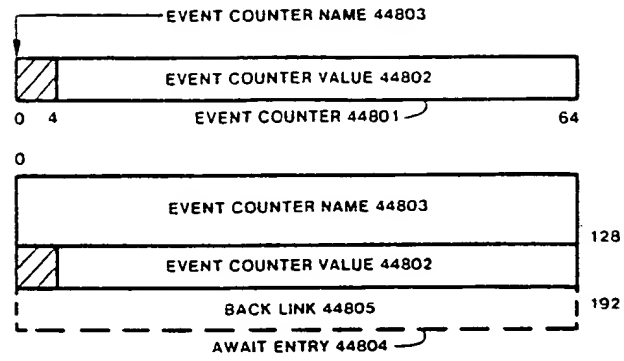 EVENT COUNTER NAME 44803
EVENT COUNTER VALUE 44802
0 4 EVENT COUNTER 44801 64
0
EVENT COUNTER NAME 44803
128
EVENT COUNTER VALUE 44802
192
BACK LINK 44805
AWAIT ENTRY 44804